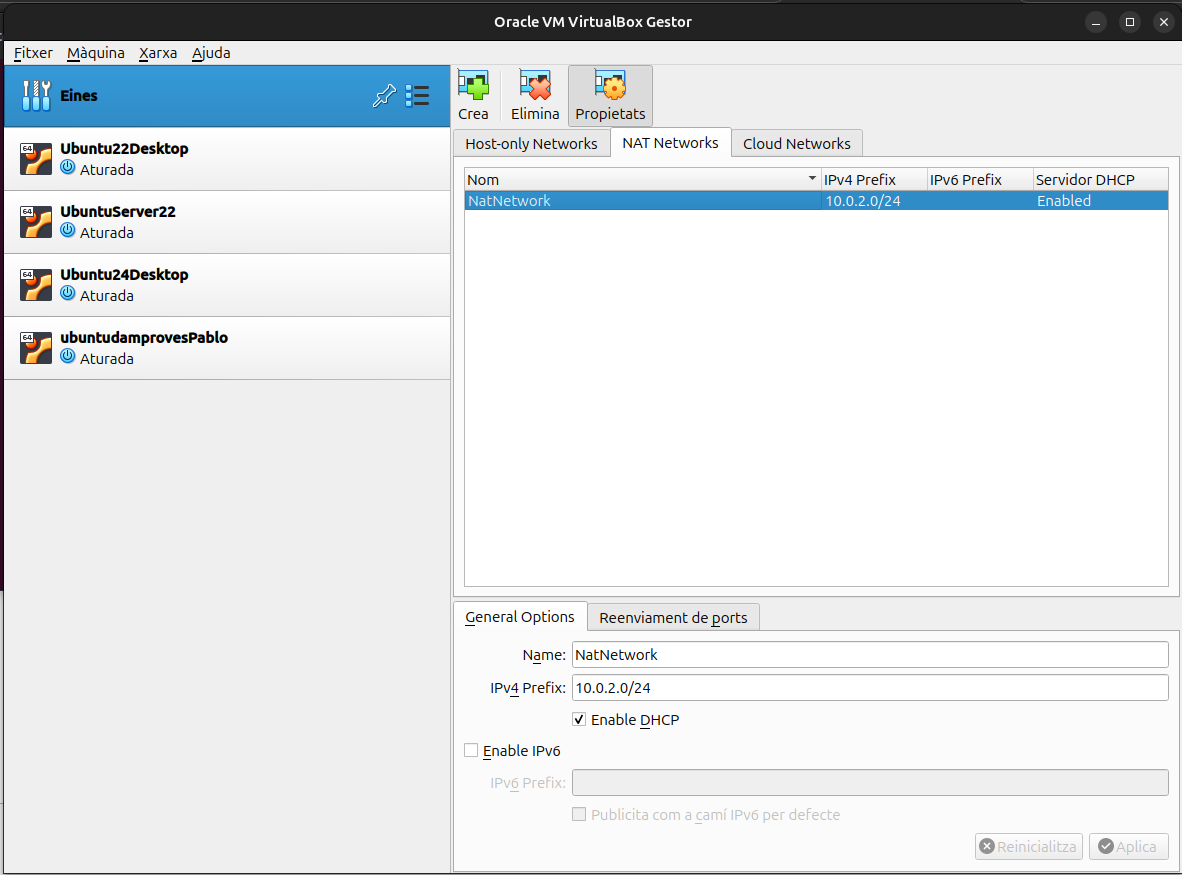 Oracle VM VirtualBox Gestor
Fitxer Màquina Xarxa Ajuda
Eines
64
Ubuntu22Desktop
Aturada
64
UbuntuServer22
Aturada
64
Ubuntu24Desktop
Aturada
64
ubuntudamprovesPablo
Aturada
Crea Elimina Propietats
Host-only Networks NAT Networks Cloud Networks
Nom IPv4 Prefix IPv6 Prefix Servidor DHCP
NatNetwork 10.0.2.0/24 Enabled
General Options Reenviament de ports
Name: NatNetwork
IPv4 Prefix: 10.0.2.0/24
Enable DHCP
Enable IPv6
IPv6 Prefix:
Publicita com a camí IPv6 per defecte
Reinicialitza Aplica